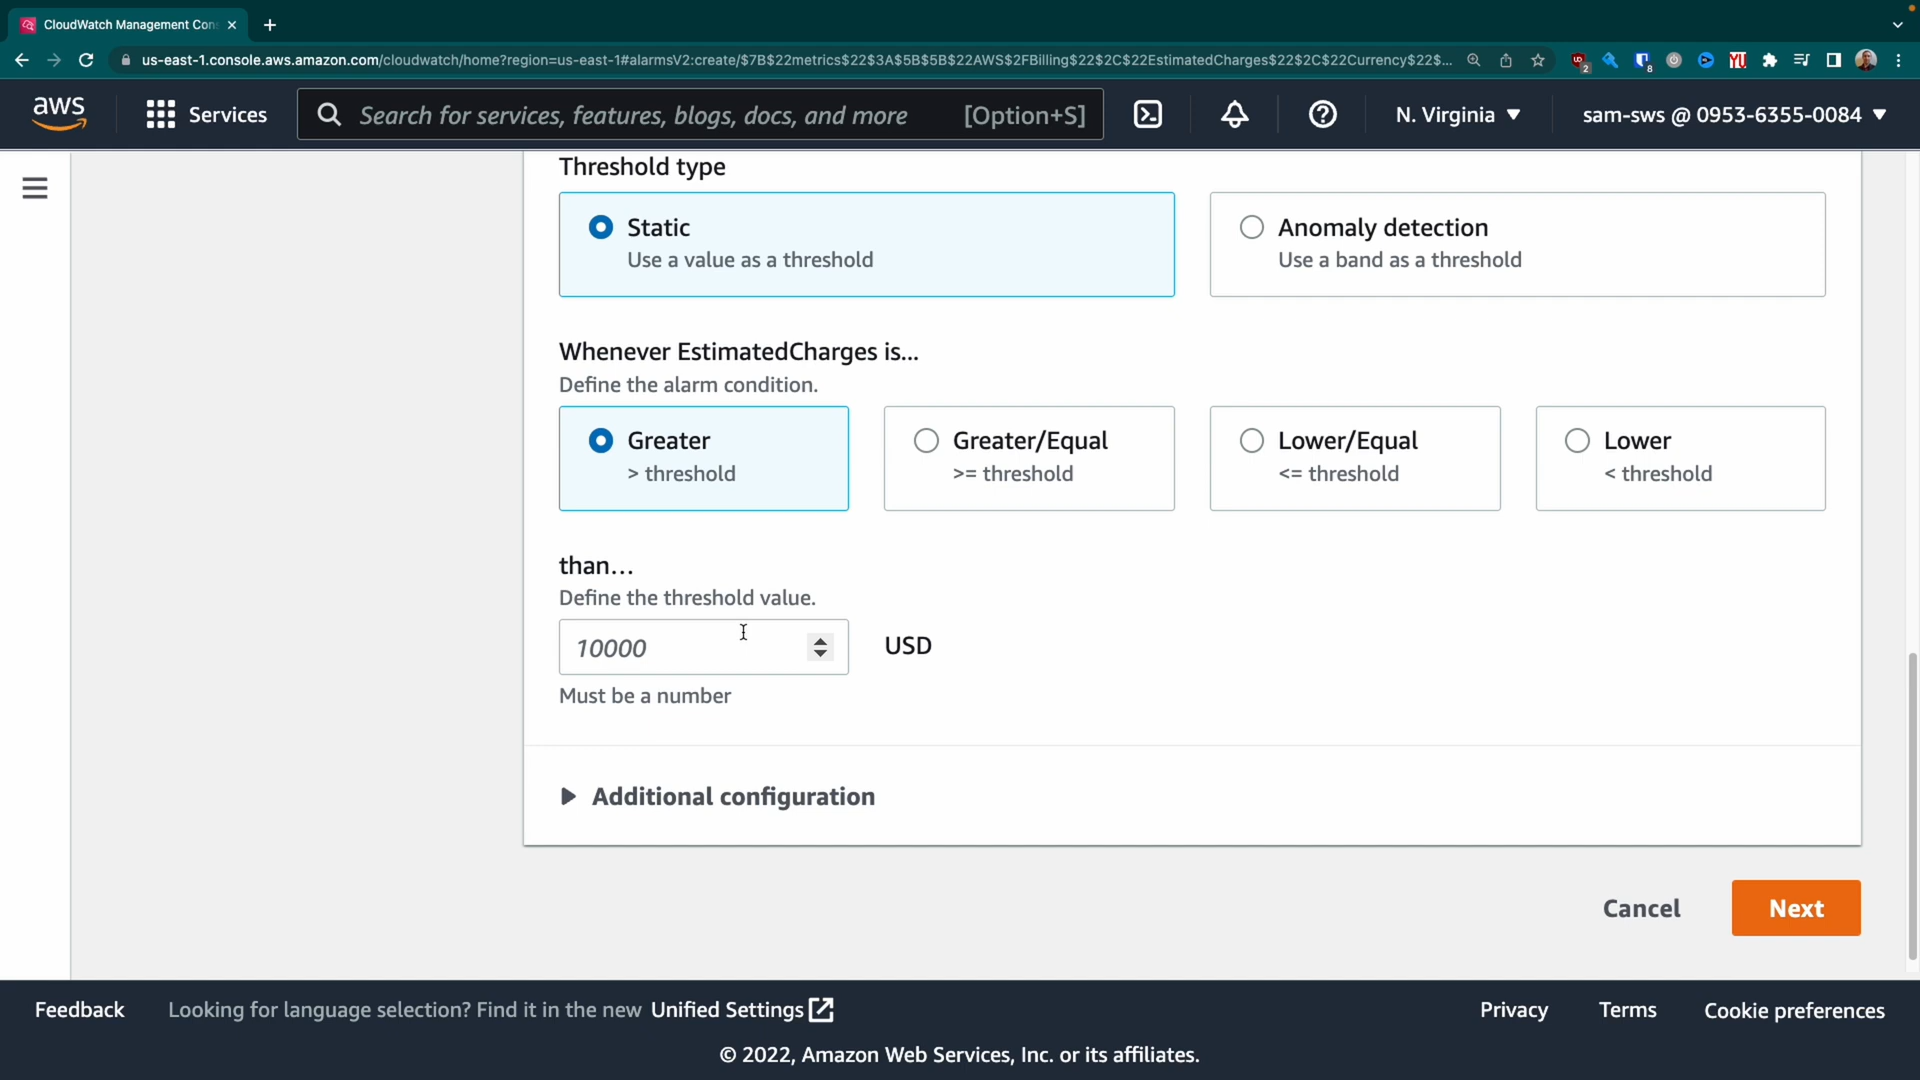 CloudWatch Management Con
us-east-1.console.aws.amazon.com/cloudwatch/home?region=us-east-1#alarmsV2:create/$7B$22metrics$22$3A$5B$5B$22AWS$2FBilling$22$2C$22EstimatedCharges$22$2C$22Currency$22$...
2
8
aws
Services
Search for services, features, blogs, docs, and more [Option+S]
N. Virginia
sam-sws @ 0953-6355-0084
Threshold type
Static
Use a value as a threshold
Anomaly detection
Use a band as a threshold
Whenever EstimatedCharges is...
Define the alarm condition.
Greater
> threshold
Greater/Equal
>= threshold
Lower/Equal
<= threshold
Lower
< threshold
than...
Define the threshold value.
10000
USD
Must be a number
Additional configuration
Cancel
Next
Feedback
Looking for language selection? Find it in the new Unified Settings
Privacy
Terms
Cookie preferences
© 2022, Amazon Web Services, Inc. or its affiliates.